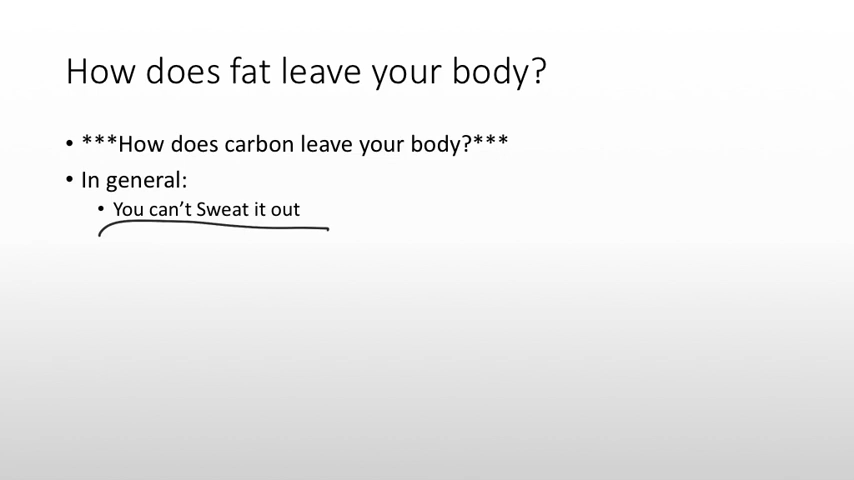 How does fat leave your body?
• ***How does carbon leave your body?***
• In general:
• You can't Sweat it out